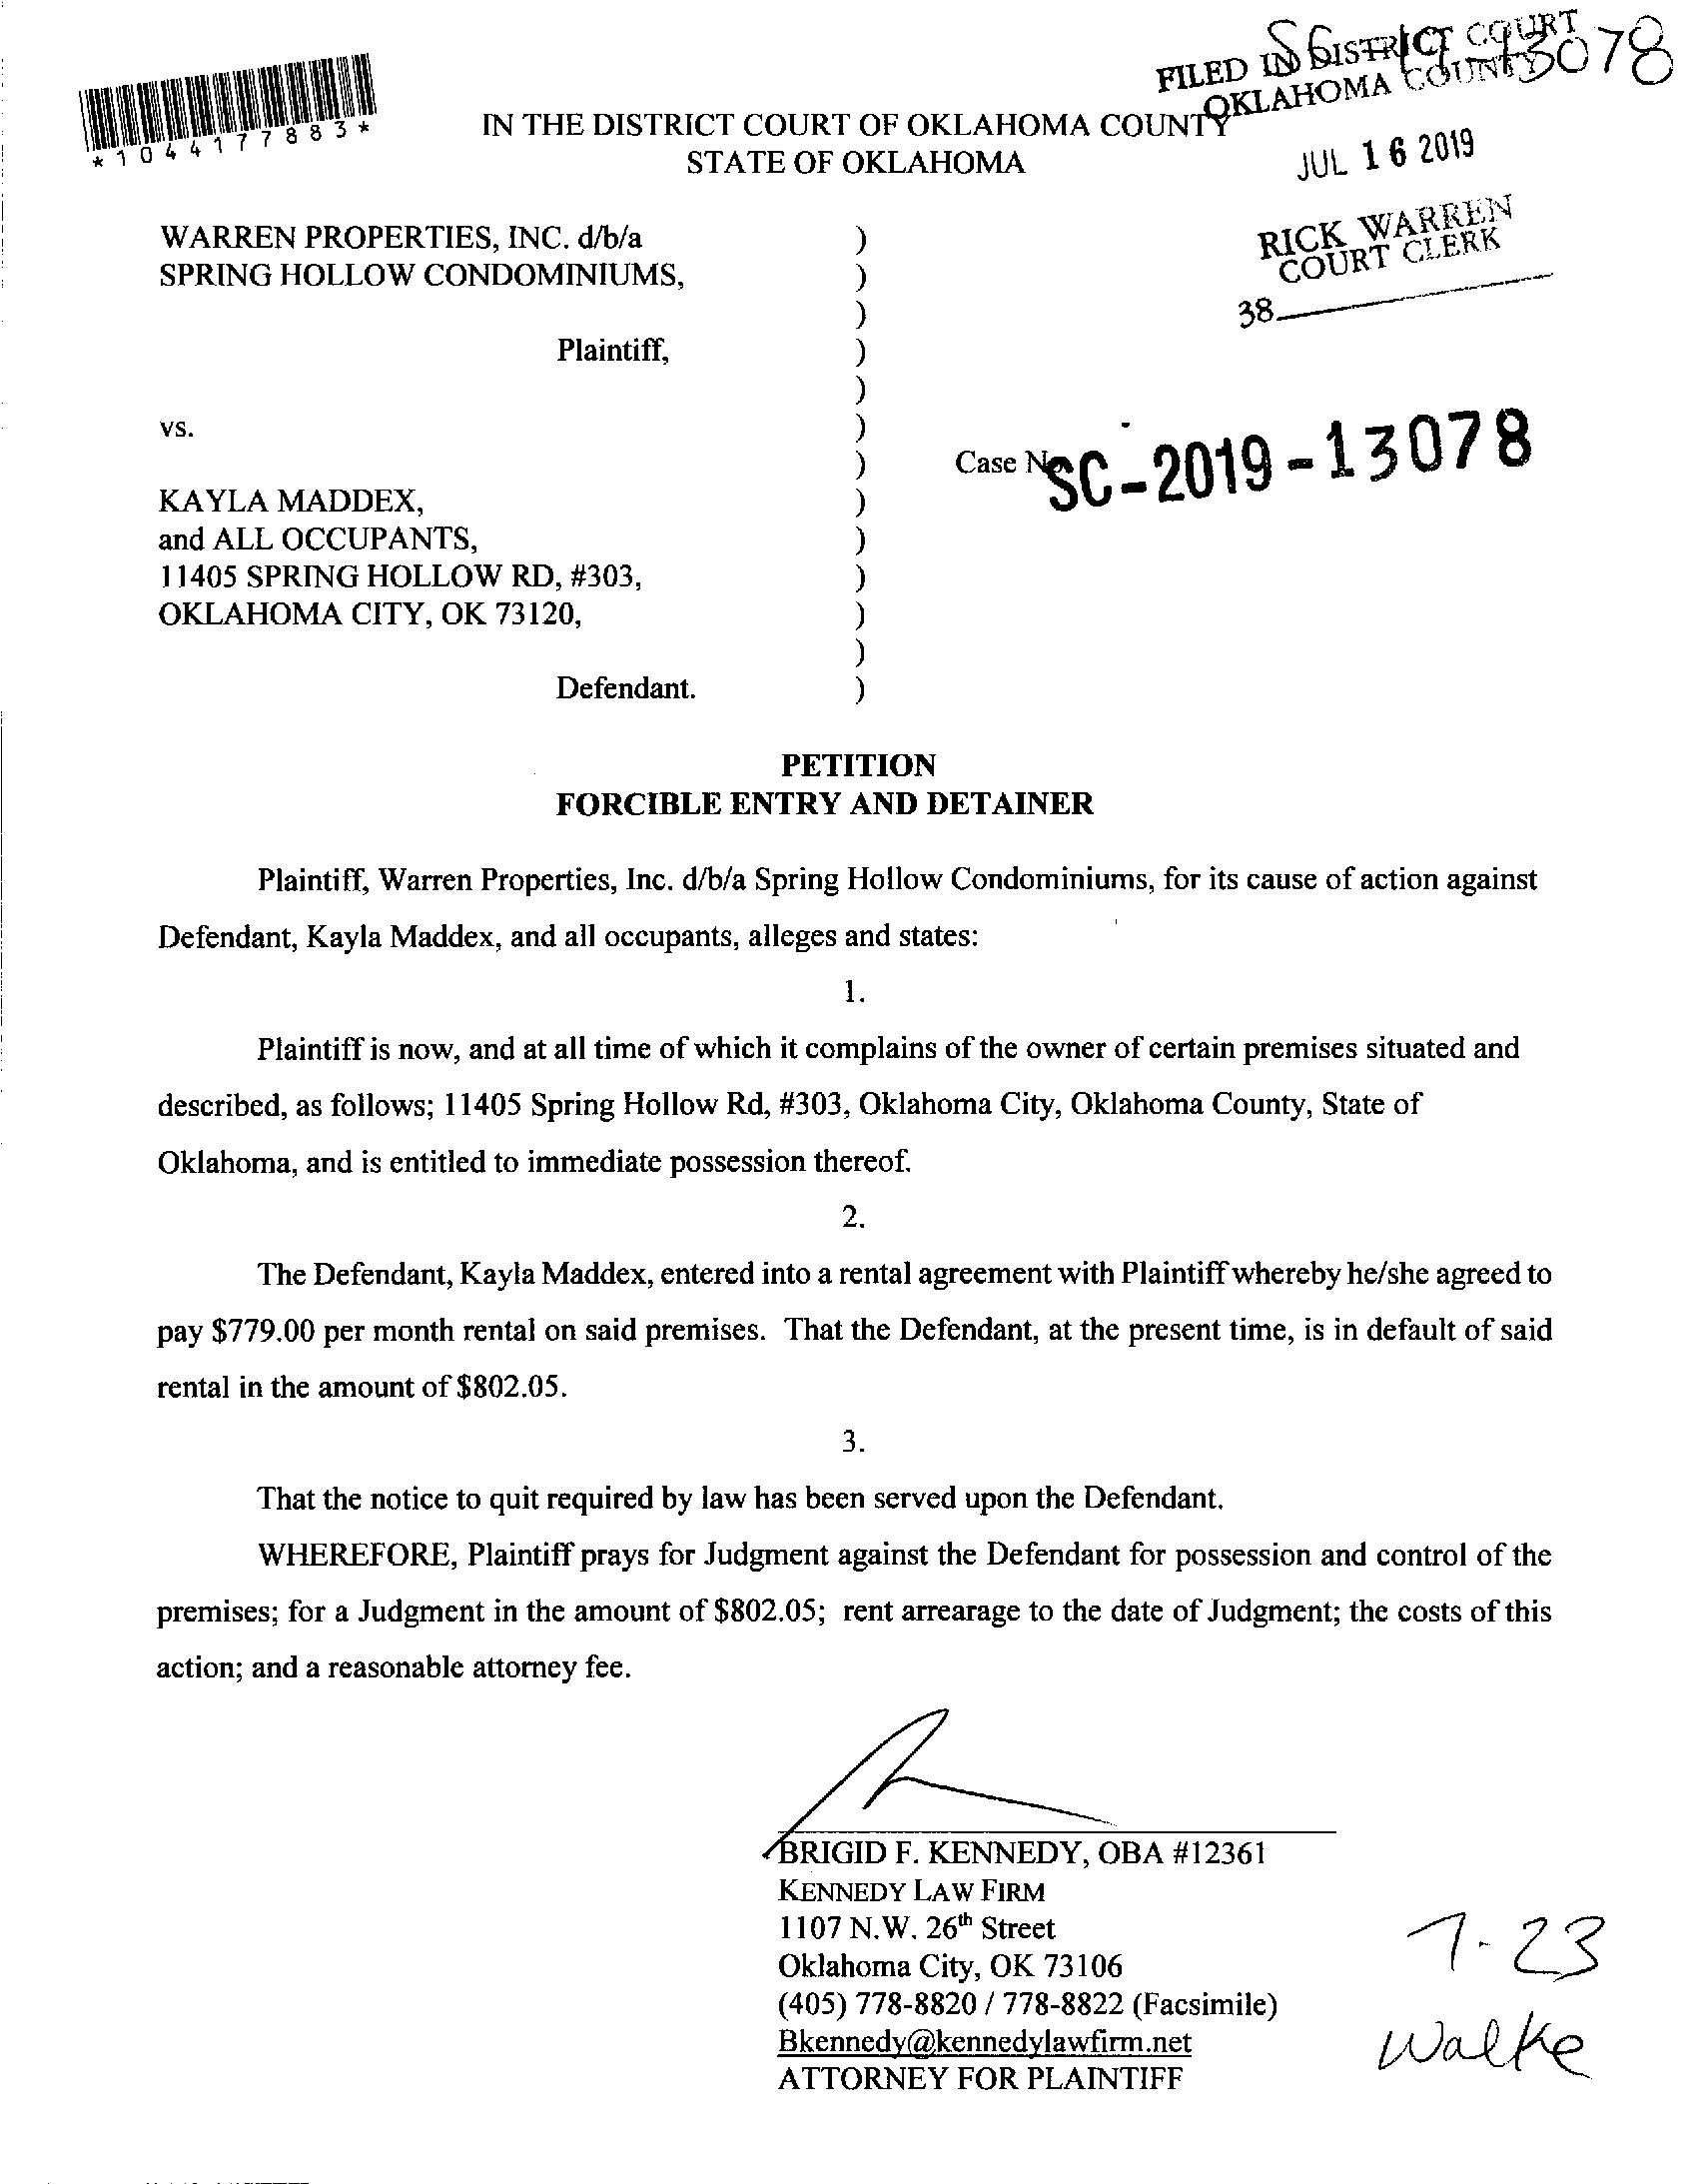 SC-19-13078
FILED IN DISTRICT COURT
OKLAHOMA COUNTY
*1044177883*
IN THE DISTRICT COURT OF OKLAHOMA COUNTY
STATE OF OKLAHOMA
JUL 16 2019
RICK WARREN
COURT CLERK
38
WARREN PROPERTIES, INC. d/b/a )
SPRING HOLLOW CONDOMINIUMS, )
)
Plaintiff, )
)
vs. )
) Case No. SC-2019-13078
KAYLA MADDEX, )
and ALL OCCUPANTS, )
11405 SPRING HOLLOW RD, #303, )
OKLAHOMA CITY, OK 73120, )
)
Defendant. )
PETITION
FORCIBLE ENTRY AND DETAINER
Plaintiff, Warren Properties, Inc. d/b/a Spring Hollow Condominiums, for its cause of action against
Defendant, Kayla Maddex, and all occupants, alleges and states:
1.
Plaintiff is now, and at all time of which it complains of the owner of certain premises situated and
described, as follows; 11405 Spring Hollow Rd, #303, Oklahoma City, Oklahoma County, State of
Oklahoma, and is entitled to immediate possession thereof.
2.
The Defendant, Kayla Maddex, entered into a rental agreement with Plaintiff whereby he/she agreed to
pay $779.00 per month rental on said premises. That the Defendant, at the present time, is in default of said
rental in the amount of $802.05.
3.
That the notice to quit required by law has been served upon the Defendant.
WHEREFORE, Plaintiff prays for Judgment against the Defendant for possession and control of the
premises; for a Judgment in the amount of $802.05; rent arrearage to the date of Judgment; the costs of this
action; and a reasonable attorney fee.
BRIGID F. KENNEDY, OBA #12361
KENNEDY LAW FIRM
1107 N.W. 26th Street
Oklahoma City, OK 73106
(405) 778-8820 / 778-8822 (Facsimile)
Bkennedy@kennedylawfirm.net
ATTORNEY FOR PLAINTIFF
7-23
Walke